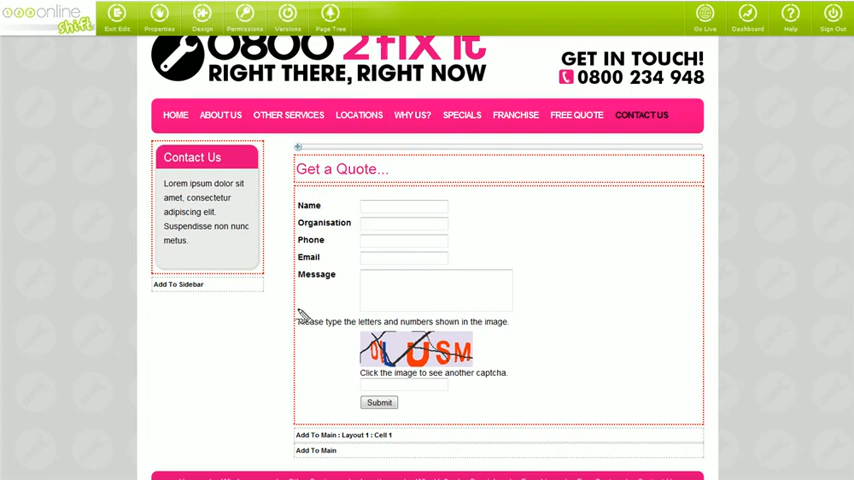 123 online shift
Exit Edit
Properties
Design
Permissions
Versions
Page Tree
Go Live
Dashboard
Help
Sign Out
0800 2 fix it
RIGHT THERE, RIGHT NOW
GET IN TOUCH!
0800 234 948
HOME ABOUT US OTHER SERVICES LOCATIONS WHY US? SPECIALS FRANCHISE FREE QUOTE CONTACT US
Contact Us
Lorem ipsum dolor sit
amet, consectetur
adipiscing elit.
Suspendisse non nunc
metus.
Add To Sidebar
Get a Quote...
Name
Organisation
Phone
Email
Message
Please type the letters and numbers shown in the image.
Click the image to see another captcha.
Submit
Add To Main : Layout 1 : Cell 1
Add To Main